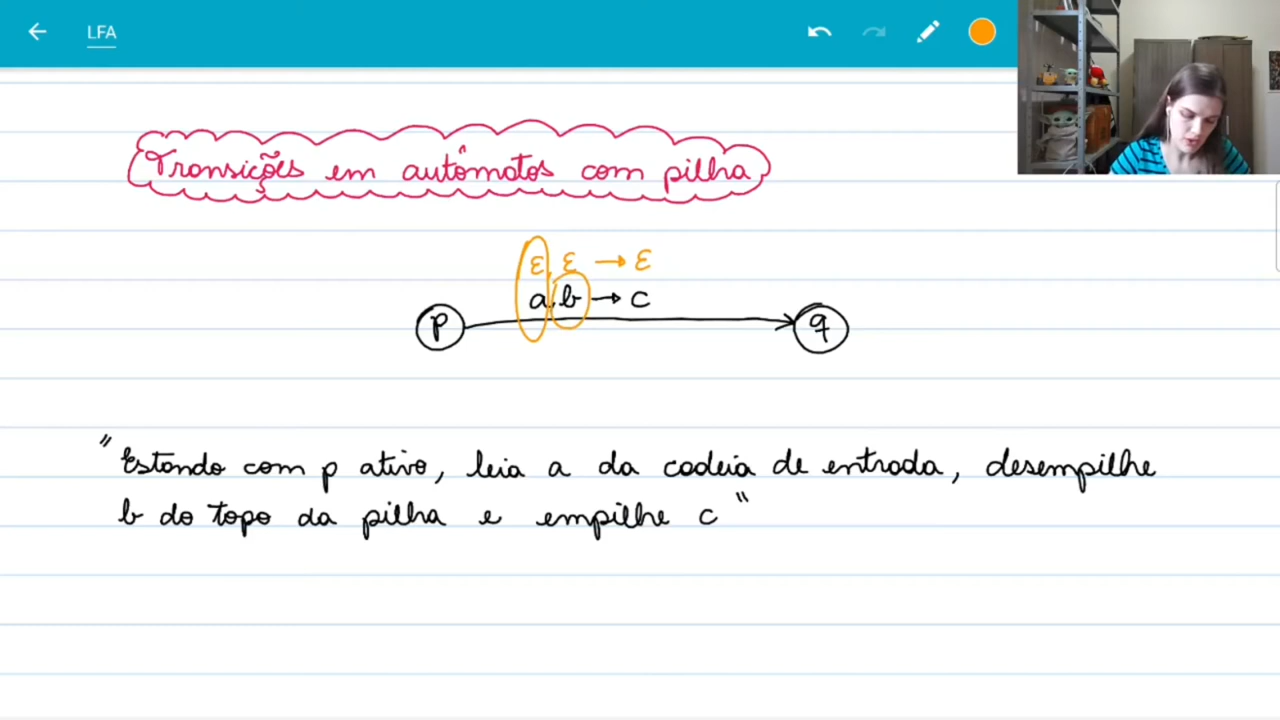 LFA
Transições em autômatos com pilha
ε, ε → ε
a, b → c
p
q
"Estando com p ativo, leia a da cadeia de entrada, desempilhe
b do topo da pilha e empilhe c"